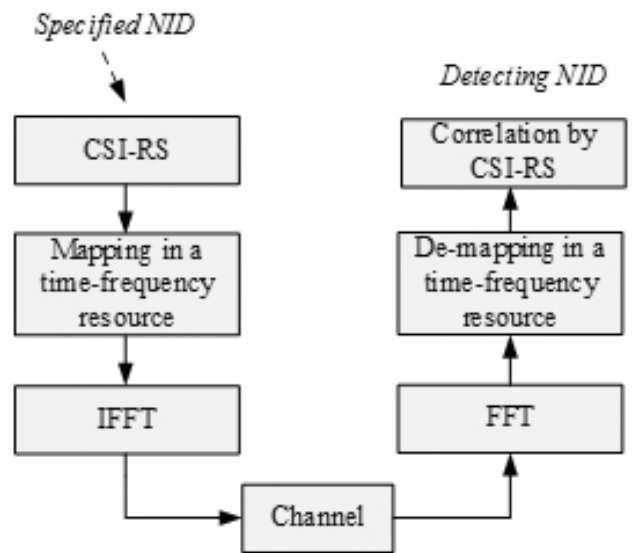 Specified NID
CSI-RS
Mapping in a
time-frequency
resource
IFFT
Channel
FFT
De-mapping in a
time-frequency
resource
Correlation by
CSI-RS
Detecting NID